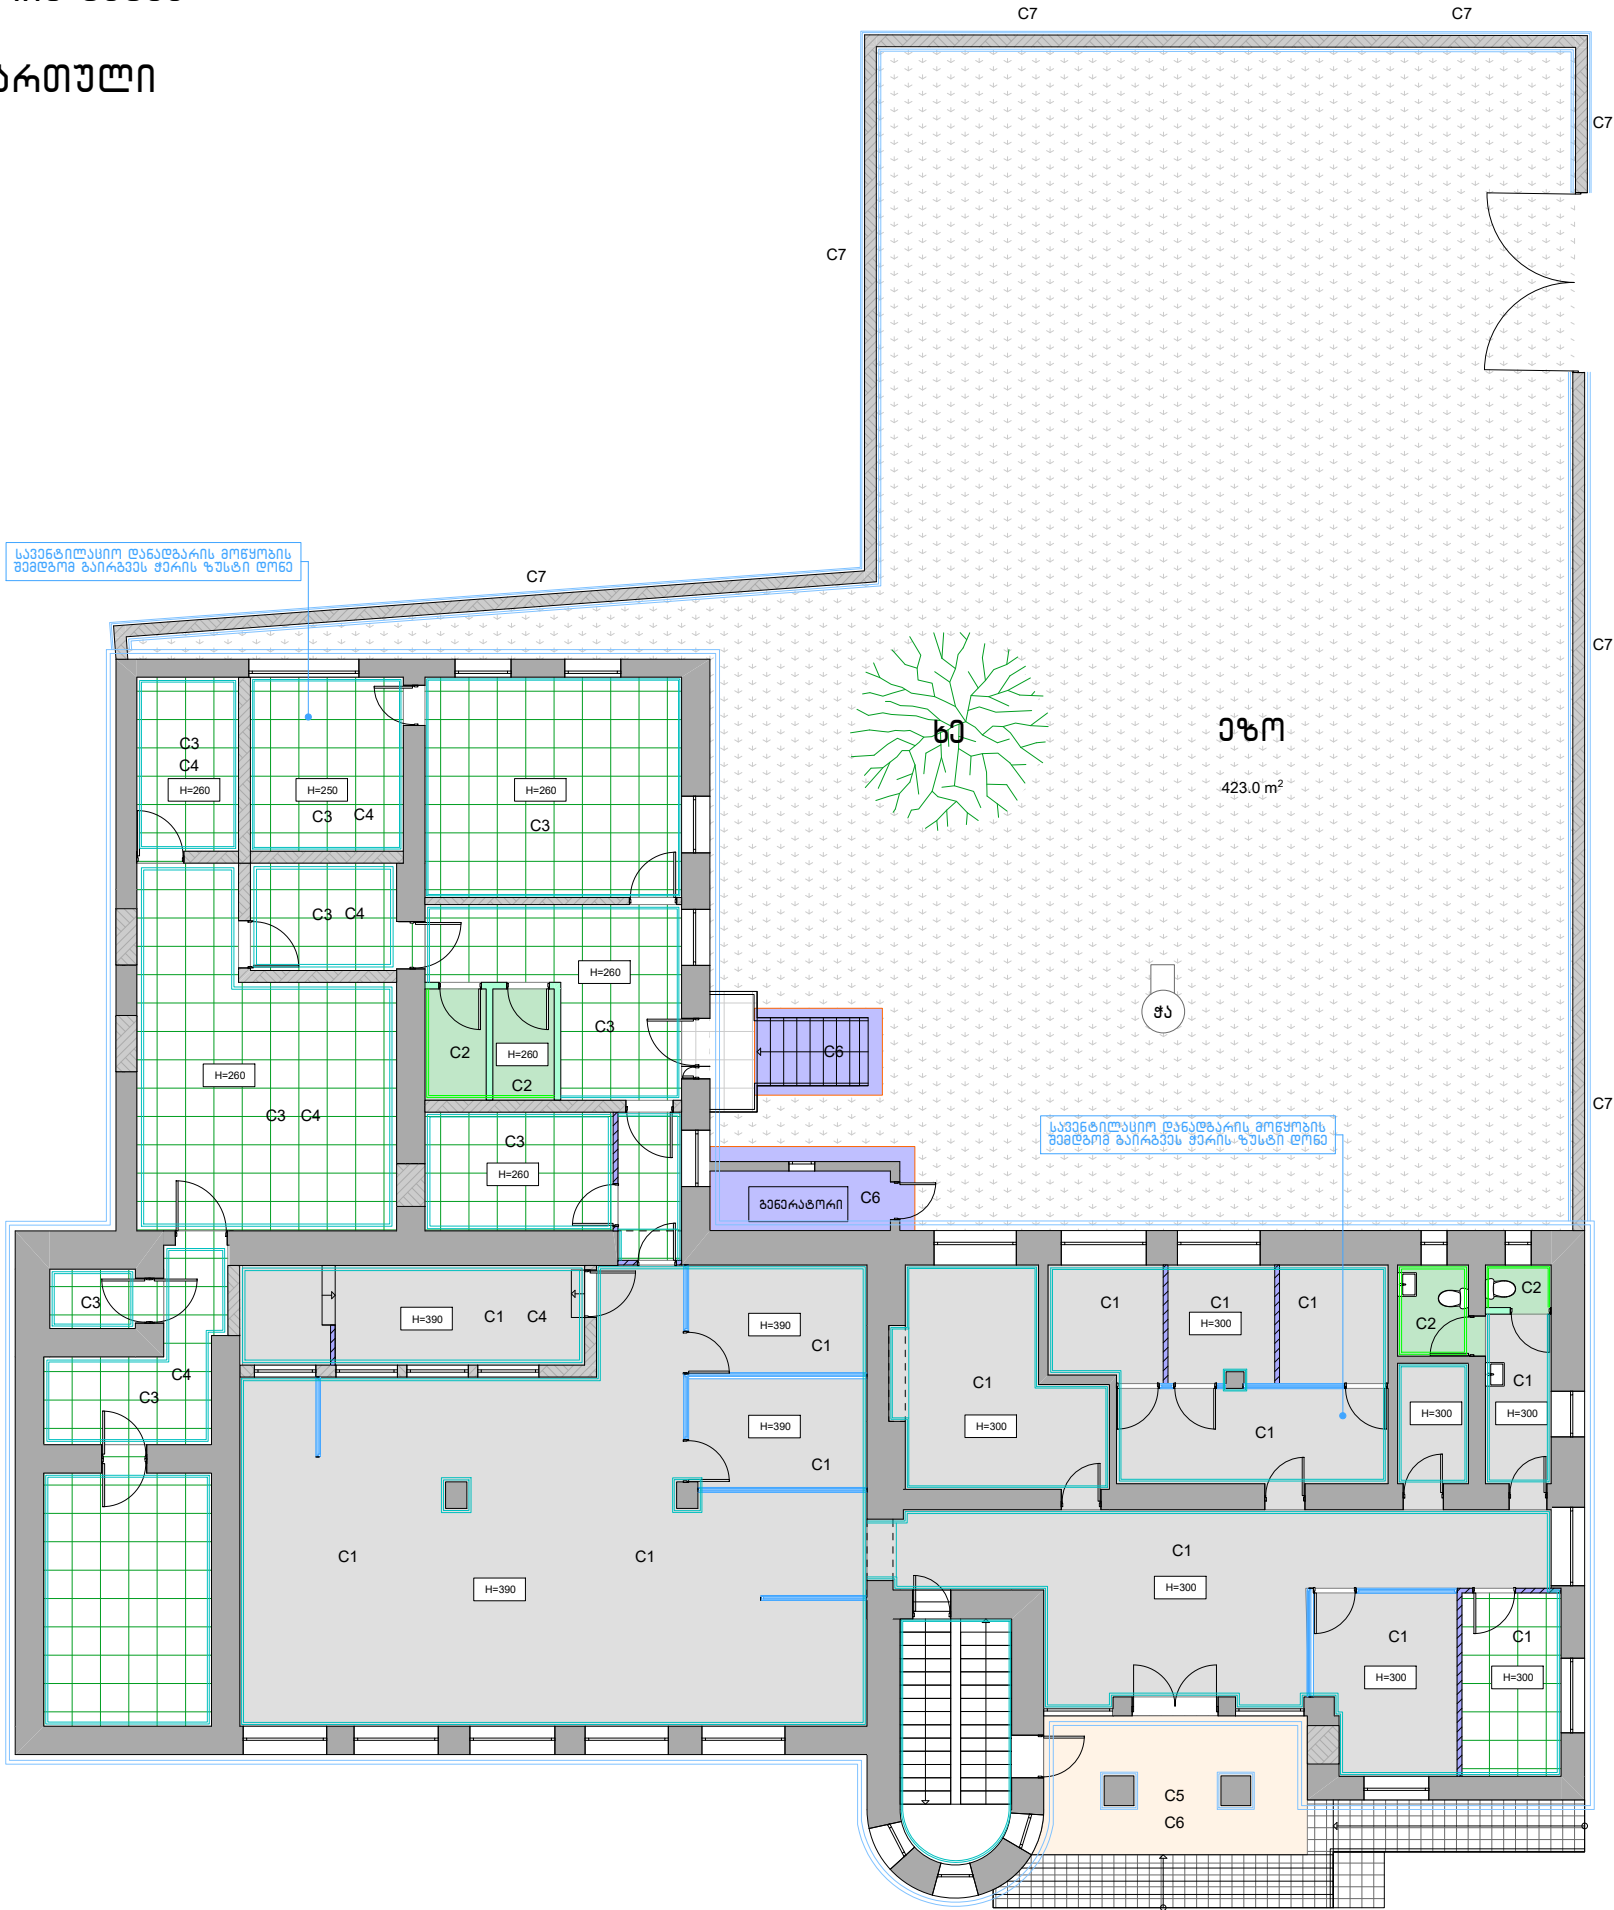 C7 C7
ართული
C7
C7
სავენტილაციო დანადგარის მოწყობის
შემდგომ გაირგვეს ჭერის ზუსტი დონე
C7
C7
ხე
ეზო
423.0 m²
C3
C4
H=260
H=250
C3 C4
H=260
C3
C3 C4
H=260
C3
C2
H=260
C2
C6
ჭა
H=260
C3 C4
C7
სავენტილაციო დანადგარის მოწყობის
შემდგომ გაირგვეს ჭერის ზუსტი დონე
C3
H=260
გენერატორი
C6
C3
H=390
C1 C4
H=390
C1
C1
C1
H=300
C1
C2
C2
C4
C3
C1
H=300
H=390
C1
C1
H=300
C1
H=300
C1
C1
H=390
C1
H=300
C1
H=300
C1
H=300
C5
C6